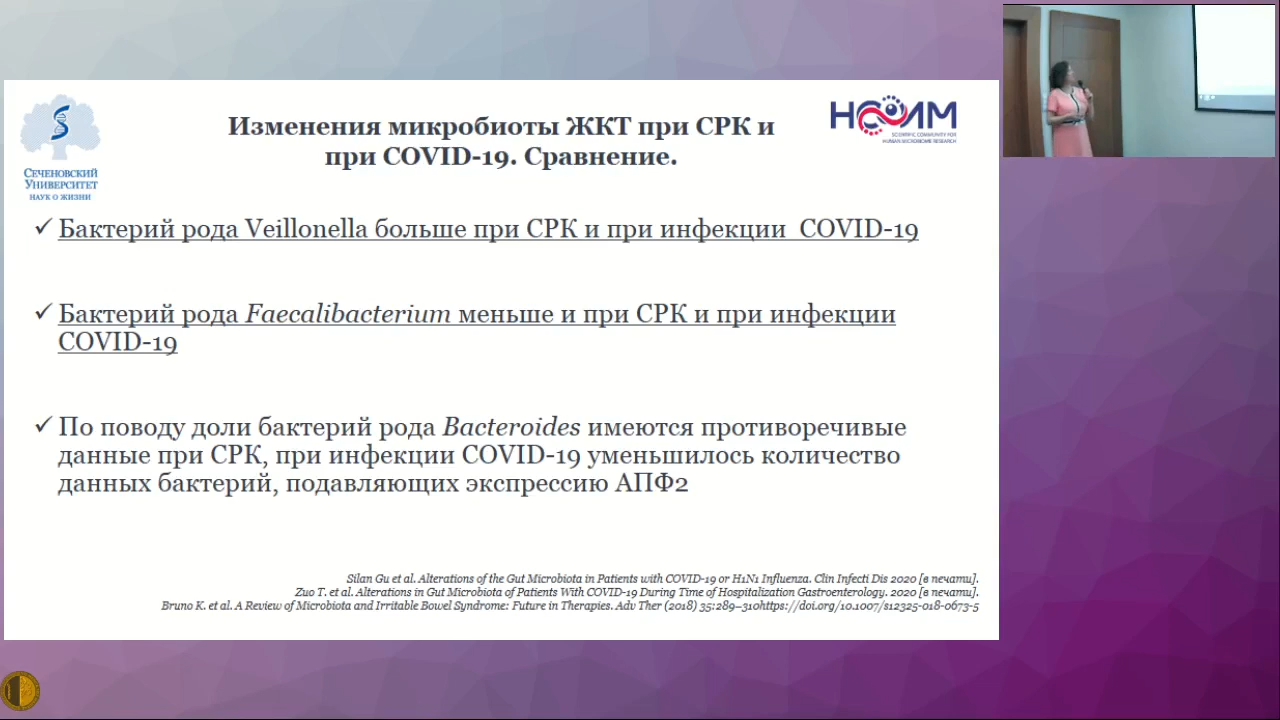 Изменения микробиоты ЖКТ при СРК и
при COVID-19. Сравнение.
СЕЧЕНОВСКИЙ
УНИВЕРСИТЕТ
НАУК О ЖИЗНИ
НСОИМ
SCIENTIFIC COMMUNITY FOR
HUMAN MICROBIOME RESEARCH
✓ Бактерий рода Veillonella больше при СРК и при инфекции COVID-19
✓ Бактерий рода Faecalibacterium меньше и при СРК и при инфекции
COVID-19
✓ По поводу доли бактерий рода Bacteroides имеются противоречивые
данные при СРК, при инфекции COVID-19 уменьшилось количество
данных бактерий, подавляющих экспрессию АПФ2
Silan Gu et al. Alterations of the Gut Microbiota in Patients with COVID-19 or H1N1 Influenza. Clin Infecti Dis 2020 [в печати].
Zuo T. et al. Alterations in Gut Microbiota of Patients With COVID-19 During Time of Hospitalization Gastroenterology. 2020 [в печати].
Bruno K. et al. A Review of Microbiota and Irritable Bowel Syndrome: Future in Therapies. Adv Ther (2018) 35:289–310https://doi.org/10.1007/s12325-018-0673-5